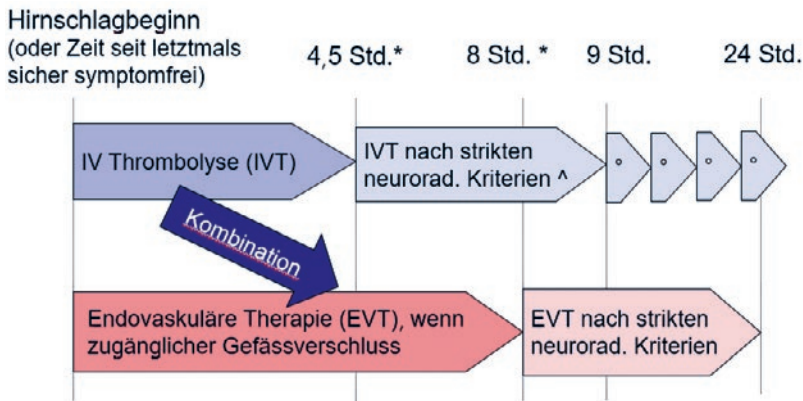 Hirnschlagbeginn
(oder Zeit seit letztmals
sicher symptomfrei)
4,5 Std.*
8 Std. *
9 Std.
24 Std.
IV Thrombolyse (IVT)
IVT nach strikten
neurorad. Kriterien ^
° ° ° °
Kombination
Endovaskuläre Therapie (EVT), wenn
zugänglicher Gefässverschluss
EVT nach strikten
neurorad. Kriterien